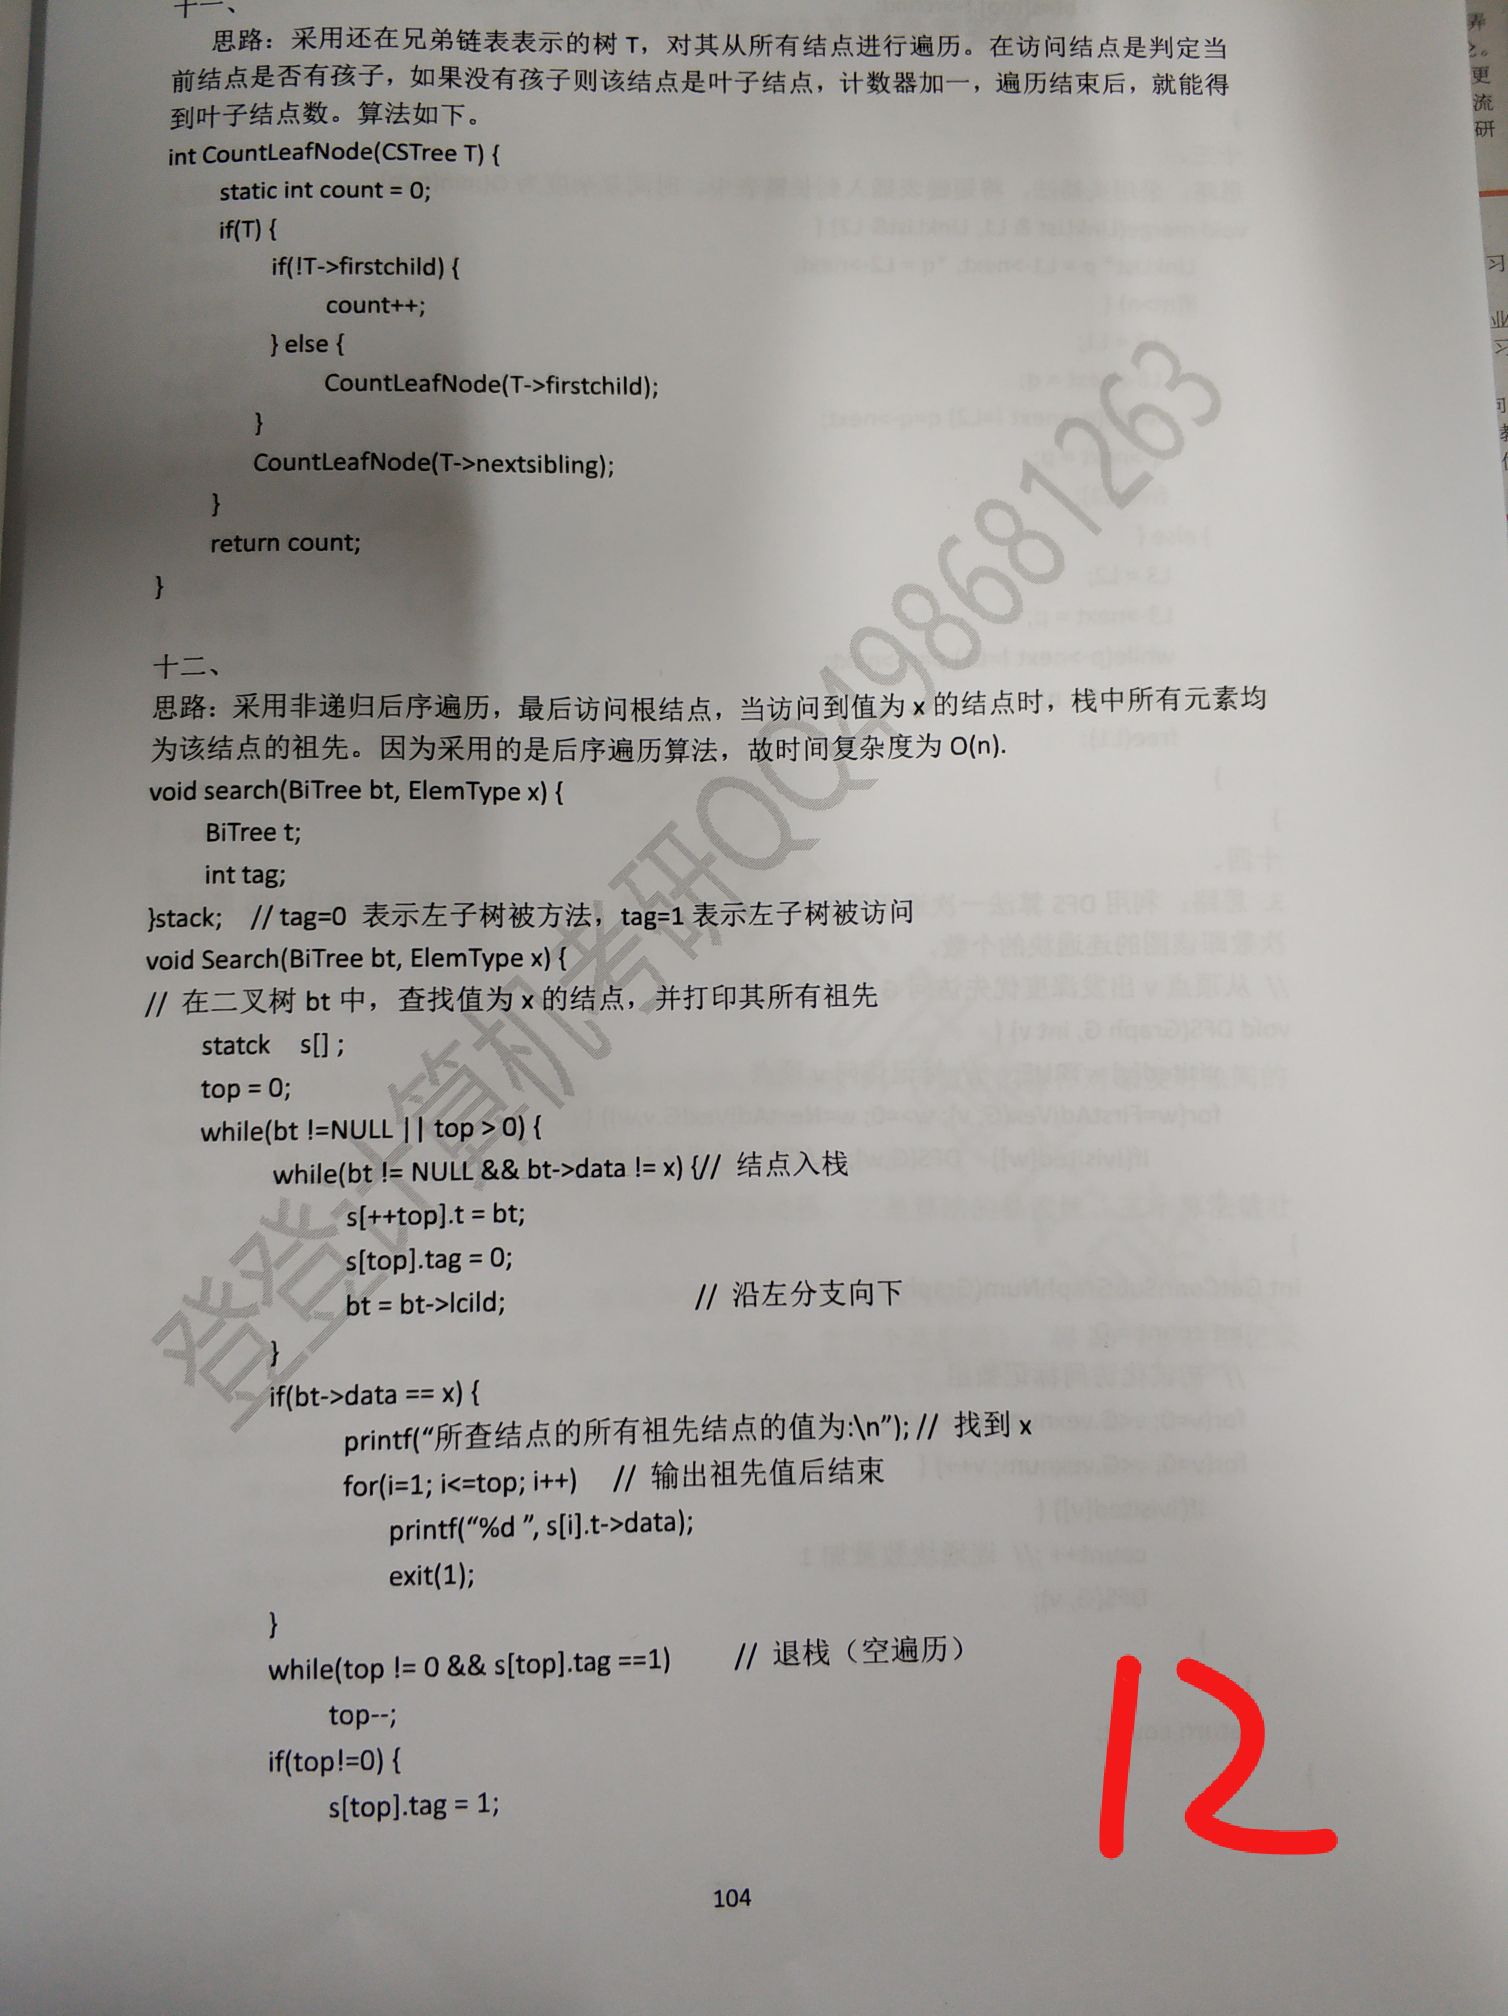 十一、
思路：采用还在兄弟链表表示的树 T，对其从所有结点进行遍历。在访问结点是判定当
前结点是否有孩子，如果没有孩子则该结点是叶子结点，计数器加一，遍历结束后，就能得
到叶子结点数。算法如下。
int CountLeafNode(CSTree T) {
static int count = 0;
if(T) {
if(!T->firstchild) {
count++;
} else {
CountLeafNode(T->firstchild);
}
CountLeafNode(T->nextsibling);
}
return count;
}
十二、
思路：采用非递归后序遍历，最后访问根结点，当访问到值为 x 的结点时，栈中所有元素均
为该结点的祖先。因为采用的是后序遍历算法，故时间复杂度为 O(n).
void search(BiTree bt, ElemType x) {
BiTree t;
int tag;
}stack; // tag=0 表示左子树被方法，tag=1 表示左子树被访问
void Search(BiTree bt, ElemType x) {
// 在二叉树 bt 中，查找值为 x 的结点，并打印其所有祖先
statck s[] ;
top = 0;
while(bt !=NULL || top > 0) {
while(bt != NULL && bt->data != x) {// 结点入栈
s[++top].t = bt;
s[top].tag = 0;
bt = bt->lcild; // 沿左分支向下
}
if(bt->data == x) {
printf(“所查结点的所有祖先结点的值为:\n”); // 找到 x
for(i=1; i<=top; i++) // 输出祖先值后结束
printf(“%d ”, s[i].t->data);
exit(1);
}
while(top != 0 && s[top].tag ==1) // 退栈（空遍历）
top--;
if(top!=0) {
s[top].tag = 1;
104
12
登登计算机考研QQ498681263